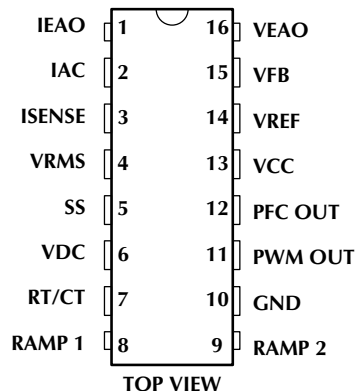 IEAO 1 16 VEAO
IAC 2 15 VFB
ISENSE 3 14 VREF
VRMS 4 13 VCC
SS 5 12 PFC OUT
VDC 6 11 PWM OUT
RT/CT 7 10 GND
RAMP 1 8 9 RAMP 2
TOP VIEW